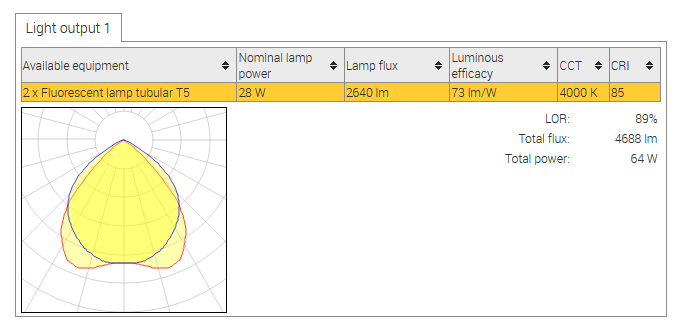 Light output 1
Available equipment Nominal lamp power Lamp flux Luminous efficacy CCT CRI
2 x Fluorescent lamp tubular T5 28 W 2640 lm 73 lm/W 4000 K 85
LOR: 89%
Total flux: 4688 lm
Total power: 64 W